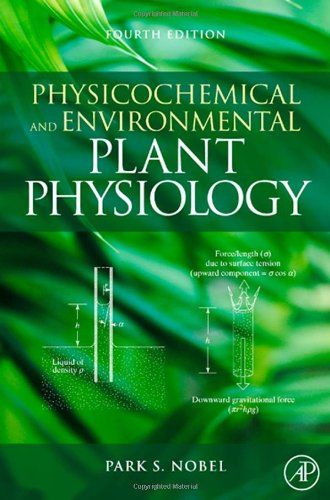 FOURTH EDITION
PHYSICOCHEMICAL
AND ENVIRONMENTAL
PLANT
PHYSIOLOGY
Force/length (σ)
due to surface tension
(upward component = σ cos α)
h
α
Liquid of
density ρ
h
Downward gravitational force
(πr²hρg)
PARK S. NOBEL
AP